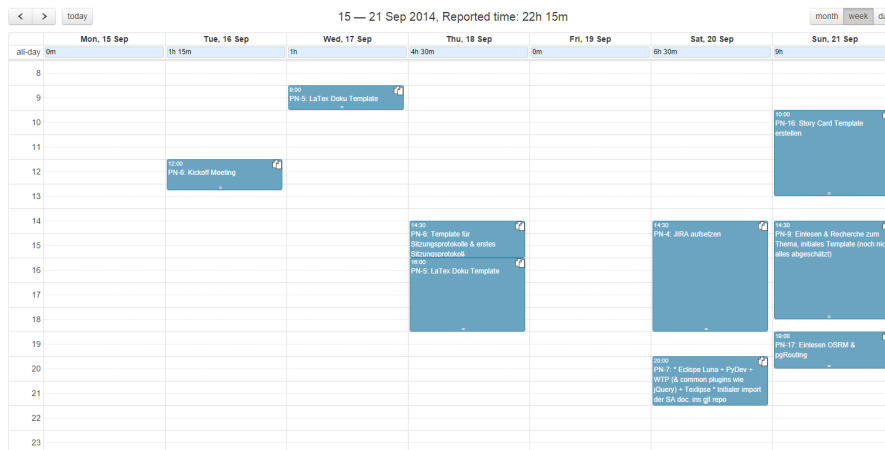 today
15 — 21 Sep 2014, Reported time: 22h 15m
month week da
Mon, 15 Sep Tue, 16 Sep Wed, 17 Sep Thu, 18 Sep Fri, 19 Sep Sat, 20 Sep Sun, 21 Sep
all-day 0m 1h 15m 1h 4h 30m 0m 6h 30m 9h
8
9
10
11
12
13
14
15
16
17
18
19
20
21
22
23
12:00
PN-6: Kickoff Meeting
9:00
PN-5: LaTex Doku Template
14:30
PN-6: Template für
Sitzungsprotokolle & erstes
Sitzungsprotokoll
16:00
PN-5: LaTex Doku Template
14:30
PN-4: JIRA aufsetzen
20:00
PN-7: * Eclispe Luna + PyDev +
WTP (& common plugins wie
jQuery) + Texlipse * Initialer import
der SA doc. ins git repo
10:00
PN-16: Story Card Template
erstellen
14:30
PN-9: Einlesen & Recherche zum
Thema, initiales Template (noch nic
alles abgeschätzt)
19:00
PN-17: Einlesen OSRM &
pgRouting